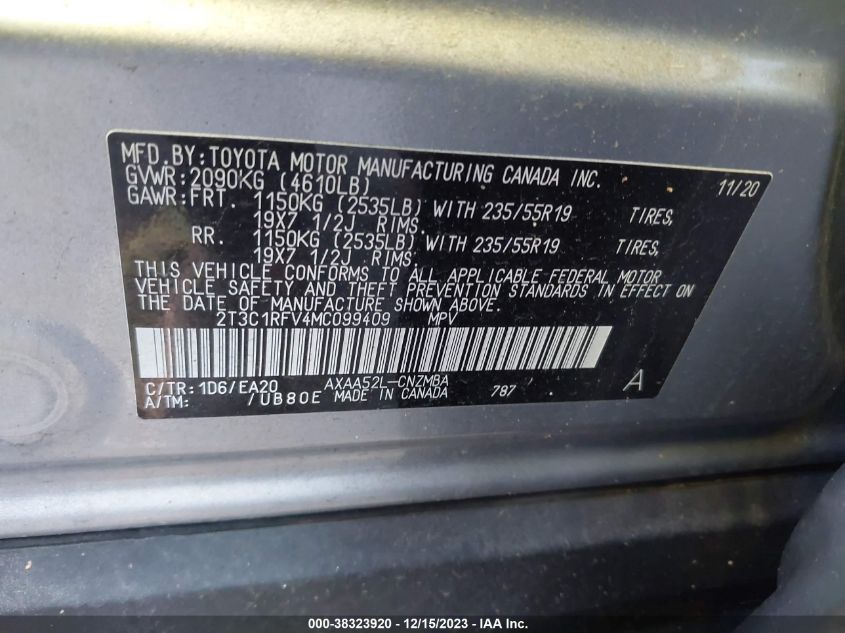 MFD.BY:TOYOTA MOTOR MANUFACTURING CANADA INC. 11/20
GVWR:2090KG (4610LB)
GAWR:FRT. 1150KG (2535LB) WITH 235/55R19 TIRES,
19X7 1/2J RIMS.
RR. 1150KG (2535LB) WITH 235/55R19 TIRES,
19X7 1/2J RIMS.
THIS VEHICLE CONFORMS TO ALL APPLICABLE FEDERAL MOTOR
VEHICLE SAFETY AND THEFT PREVENTION STANDARDS IN EFFECT ON
THE DATE OF MANUFACTURE SHOWN ABOVE.
2T3C1RFV4MC099409 MPV
C/TR:1D6/EA20 AXAA52L-CNZMBA A
A/TM: /UB80E MADE IN CANADA 787
000-38323920 - 12/15/2023 - IAA Inc.